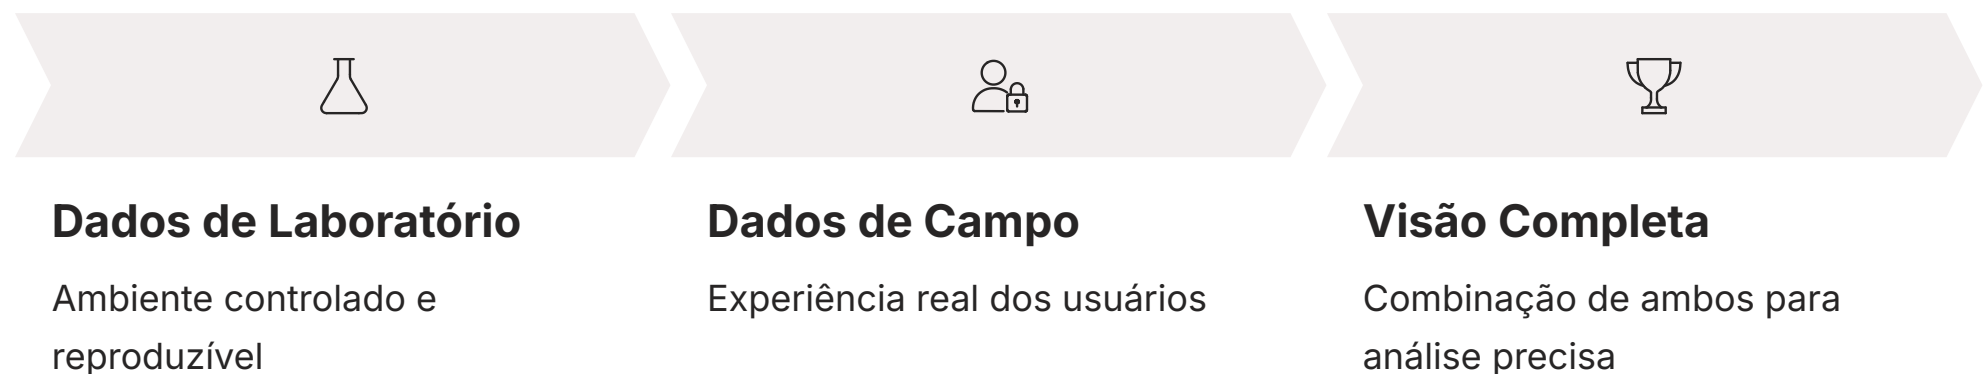 Dados de Laboratório
Ambiente controlado e
reproduzível
Dados de Campo
Experiência real dos usuários
Visão Completa
Combinação de ambos para
análise precisa